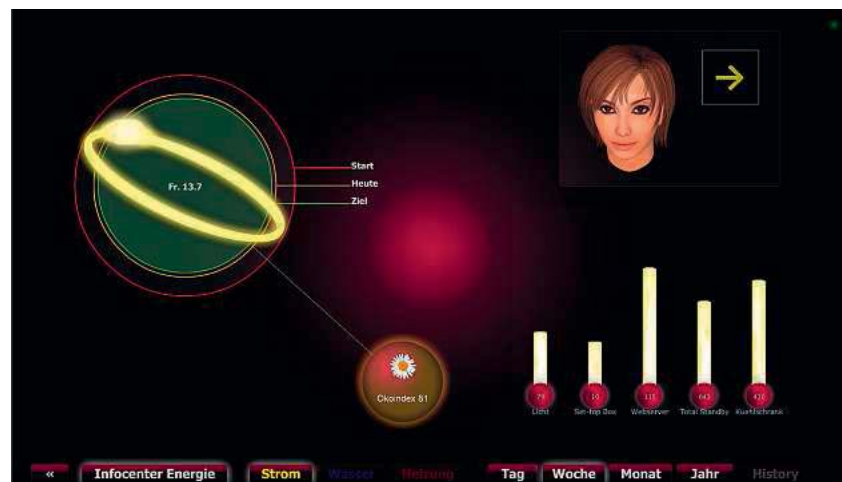 Start
Heute
Fr. 13.7
Ziel
Ökoindex 81
Licht
Set-top Box
Webserver
Total Standby
«
Infocenter Energie
Strom
Wasser
Heizung
Tag
Woche
Monat
Jahr
History